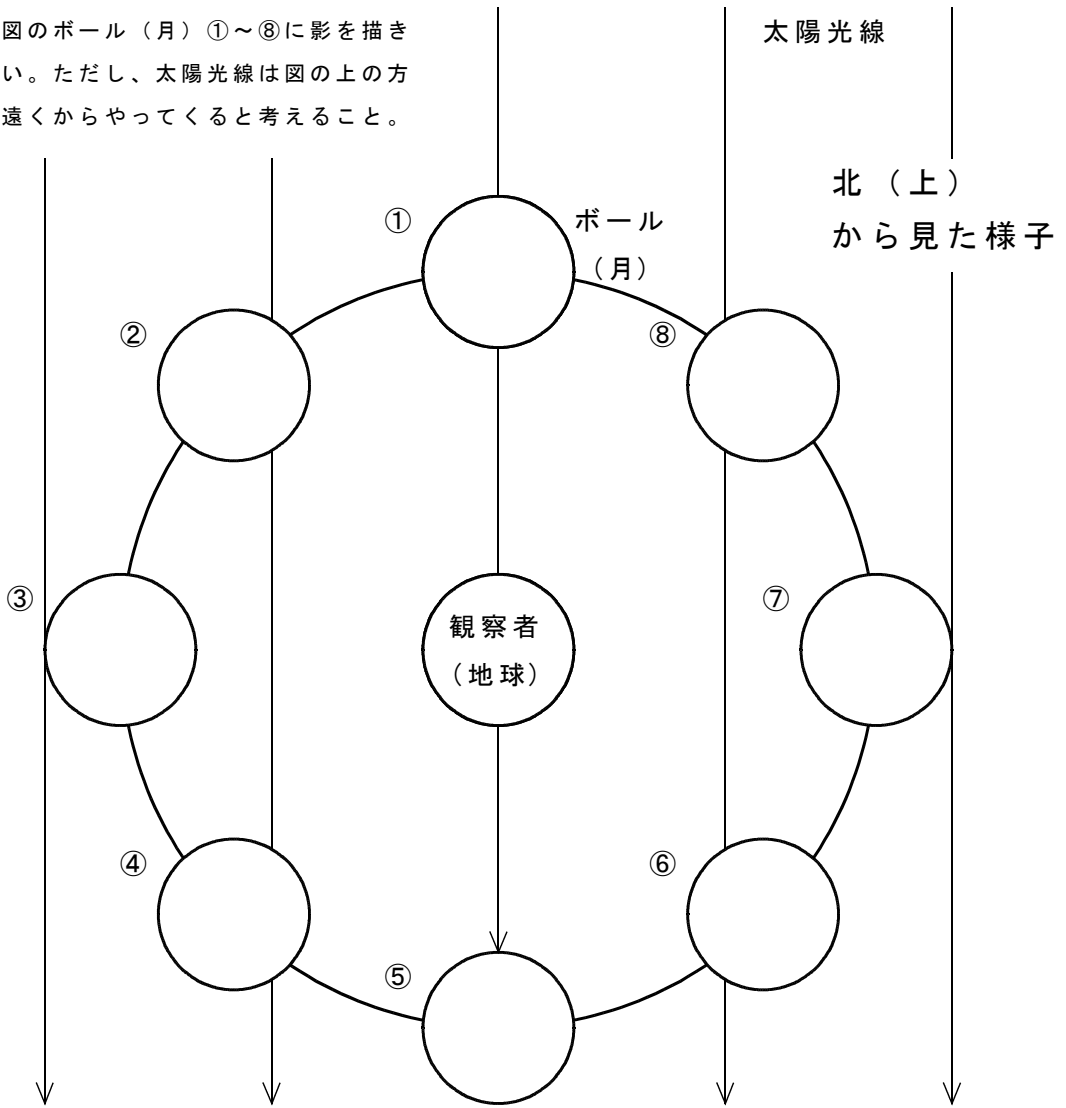 図のボール（月）①～⑧に影を描き
い。ただし、太陽光線は図の上の方
遠くからやってくると考えること。
太陽光線
北（上）
から見た様子
①
ボール
（月）
②
⑧
③
観察者
（地球）
⑦
④
⑥
⑤